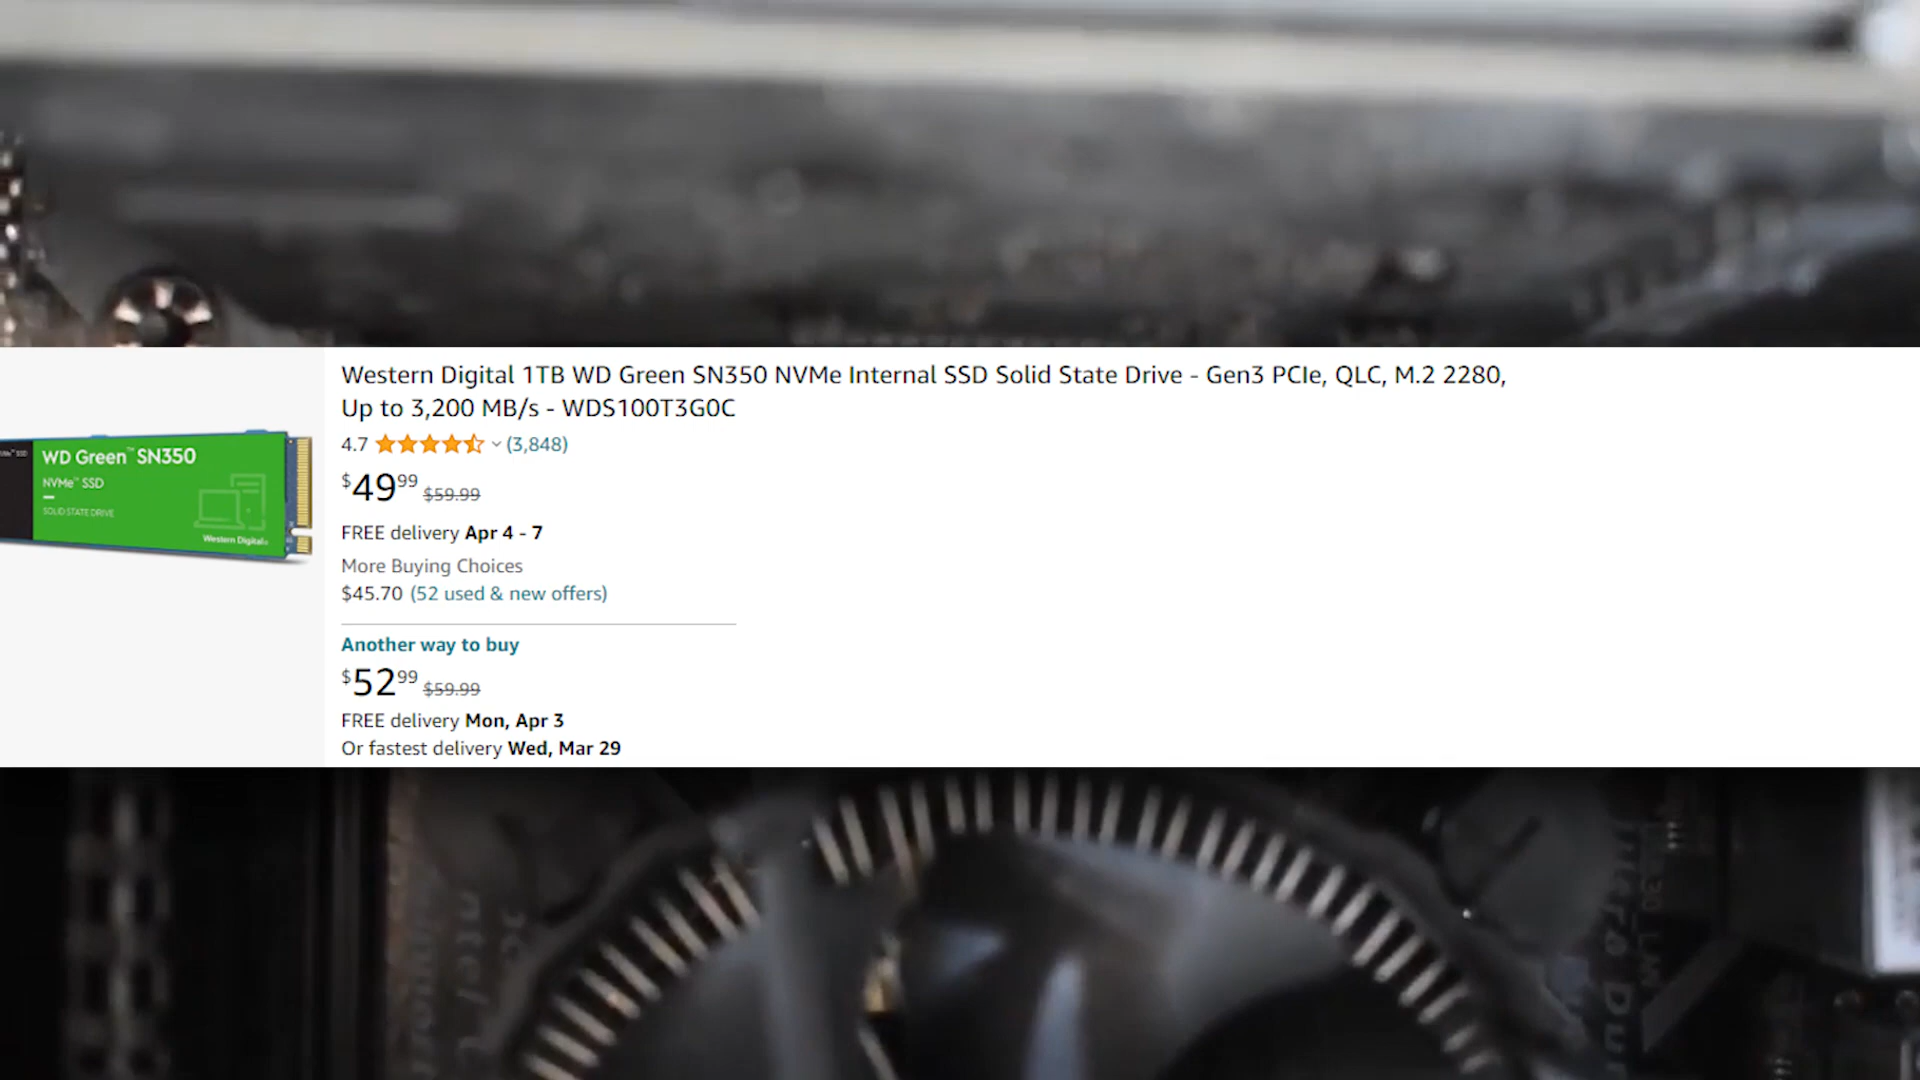 Western Digital 1TB WD Green SN350 NVMe Internal SSD Solid State Drive - Gen3 PCIe, QLC, M.2 2280,
Up to 3,200 MB/s - WDS100T3G0C
4.7 (3,848)
$49.99 $59.99
FREE delivery Apr 4 - 7
More Buying Choices
$45.70 (52 used & new offers)
Another way to buy
$52.99 $59.99
FREE delivery Mon, Apr 3
Or fastest delivery Wed, Mar 29
WD Green™ SN350
NVMe™ SSD
SOLID STATE DRIVE
Western Digital®